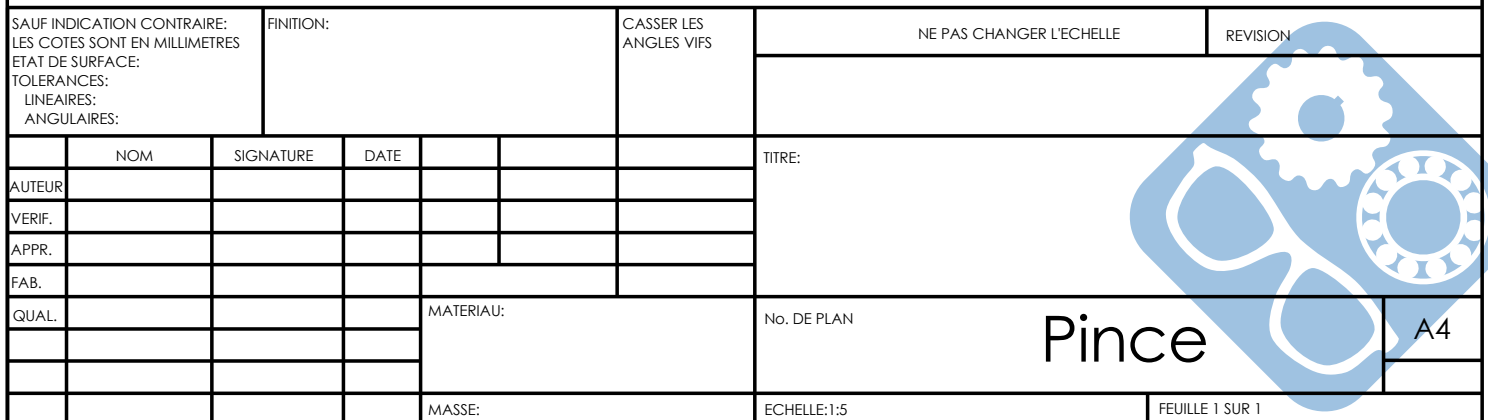 SAUF INDICATION CONTRAIRE:
LES COTES SONT EN MILLIMETRES
ETAT DE SURFACE:
TOLERANCES:
LINEAIRES:
ANGULAIRES:
FINITION:
CASSER LES
ANGLES VIFS
NE PAS CHANGER L'ECHELLE
REVISION
NOM
SIGNATURE
DATE
AUTEUR
VERIF.
APPR.
FAB.
QUAL.
TITRE:
MATERIAU:
No. DE PLAN
Pince
A4
MASSE:
ECHELLE:1:5
FEUILLE 1 SUR 1